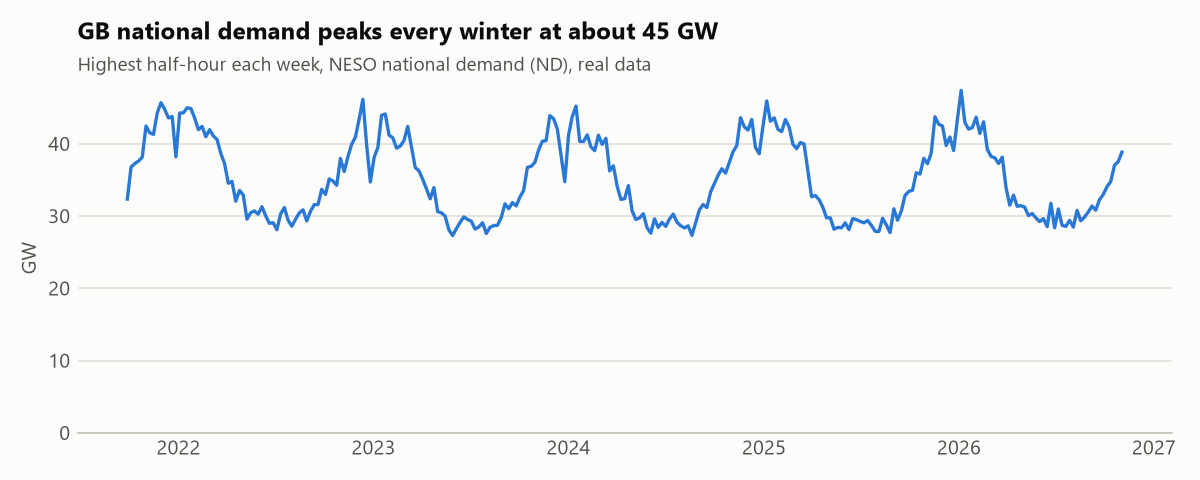 GB national demand peaks every winter at about 45 GW
Highest half-hour each week, NESO national demand (ND), real data
GW
40
30
20
10
0
2022 2023 2024 2025 2026 2027